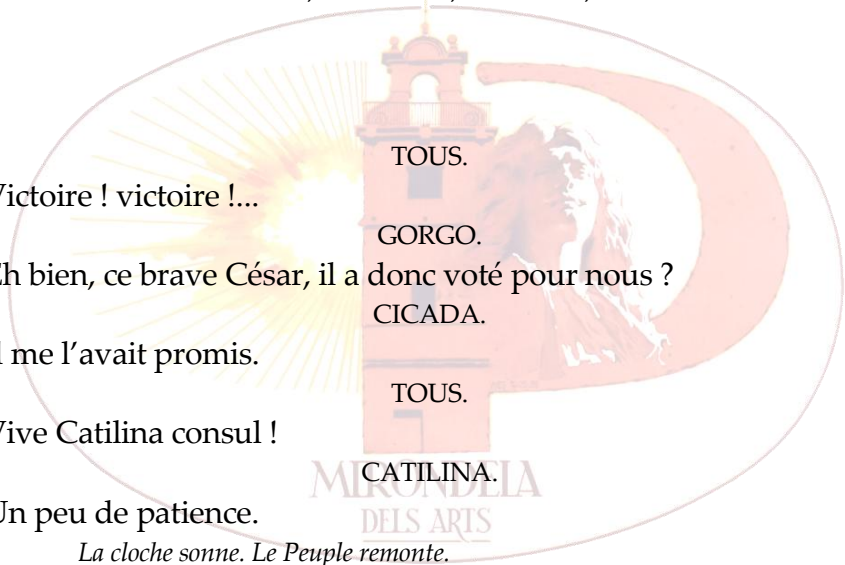 TOUS.
Victoire ! victoire !...
GORGO.
Eh bien, ce brave César, il a donc voté pour nous ?
CICADA.
l me l'avait promis.
TOUS.
Vive Catilina consul !
CATILINA.
Un peu de patience.
MIRONDELA
DELS ARTS
La cloche sonne. Le Peuple remonte.